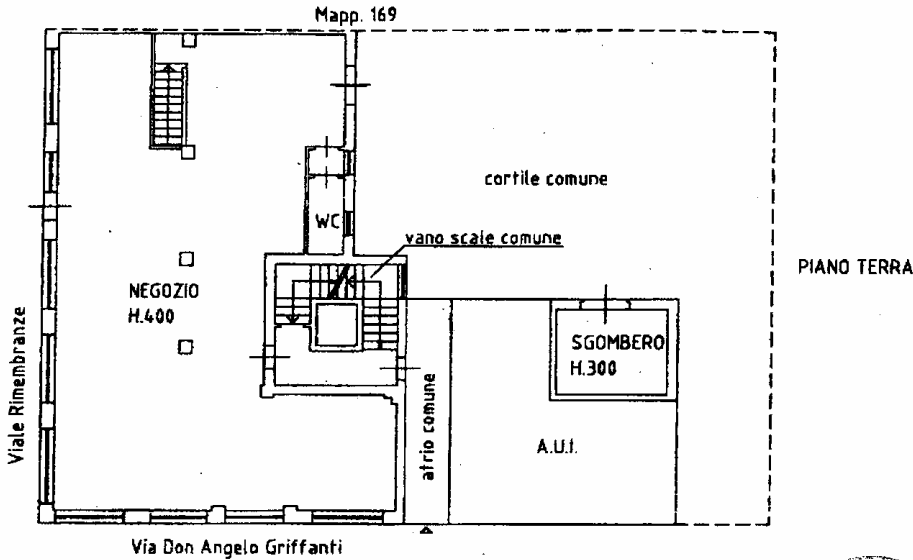 Mapp. 169
cortile comune
WC
vano scale comune
PIANO TERRA
NEGOZIO
H.400
SGOMBERO
H.300
Viale Rimembranze
atrio comune
A.U.I.
Via Don Angelo Griffanti